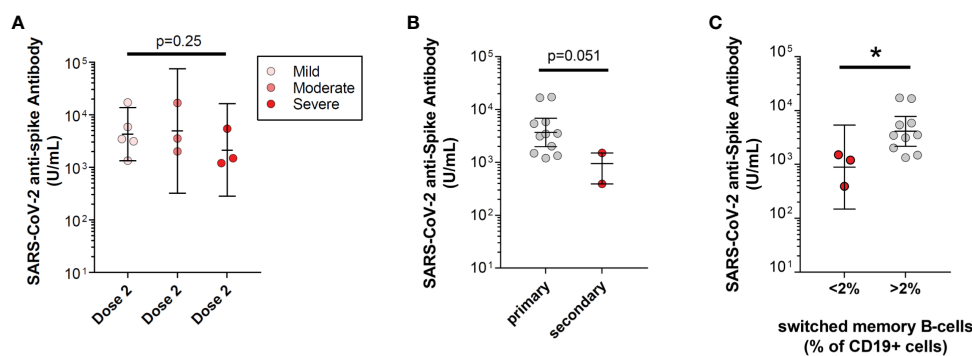 A
SARS-CoV-2 anti-Spike Antibody
(U/mL)
p=0.25
10⁵
10⁴
10³
10²
10¹
Dose 2
Dose 2
Dose 2
Mild
Moderate
Severe
B
SARS-CoV-2 anti-Spike Antibody
(U/mL)
p=0.051
10⁵
10⁴
10³
10²
10¹
primary
secondary
C
SARS-CoV-2 anti-Spike Antibody
(U/mL)
*
10⁵
10⁴
10³
10²
10¹
<2%
>2%
switched memory B-cells
(% of CD19+ cells)